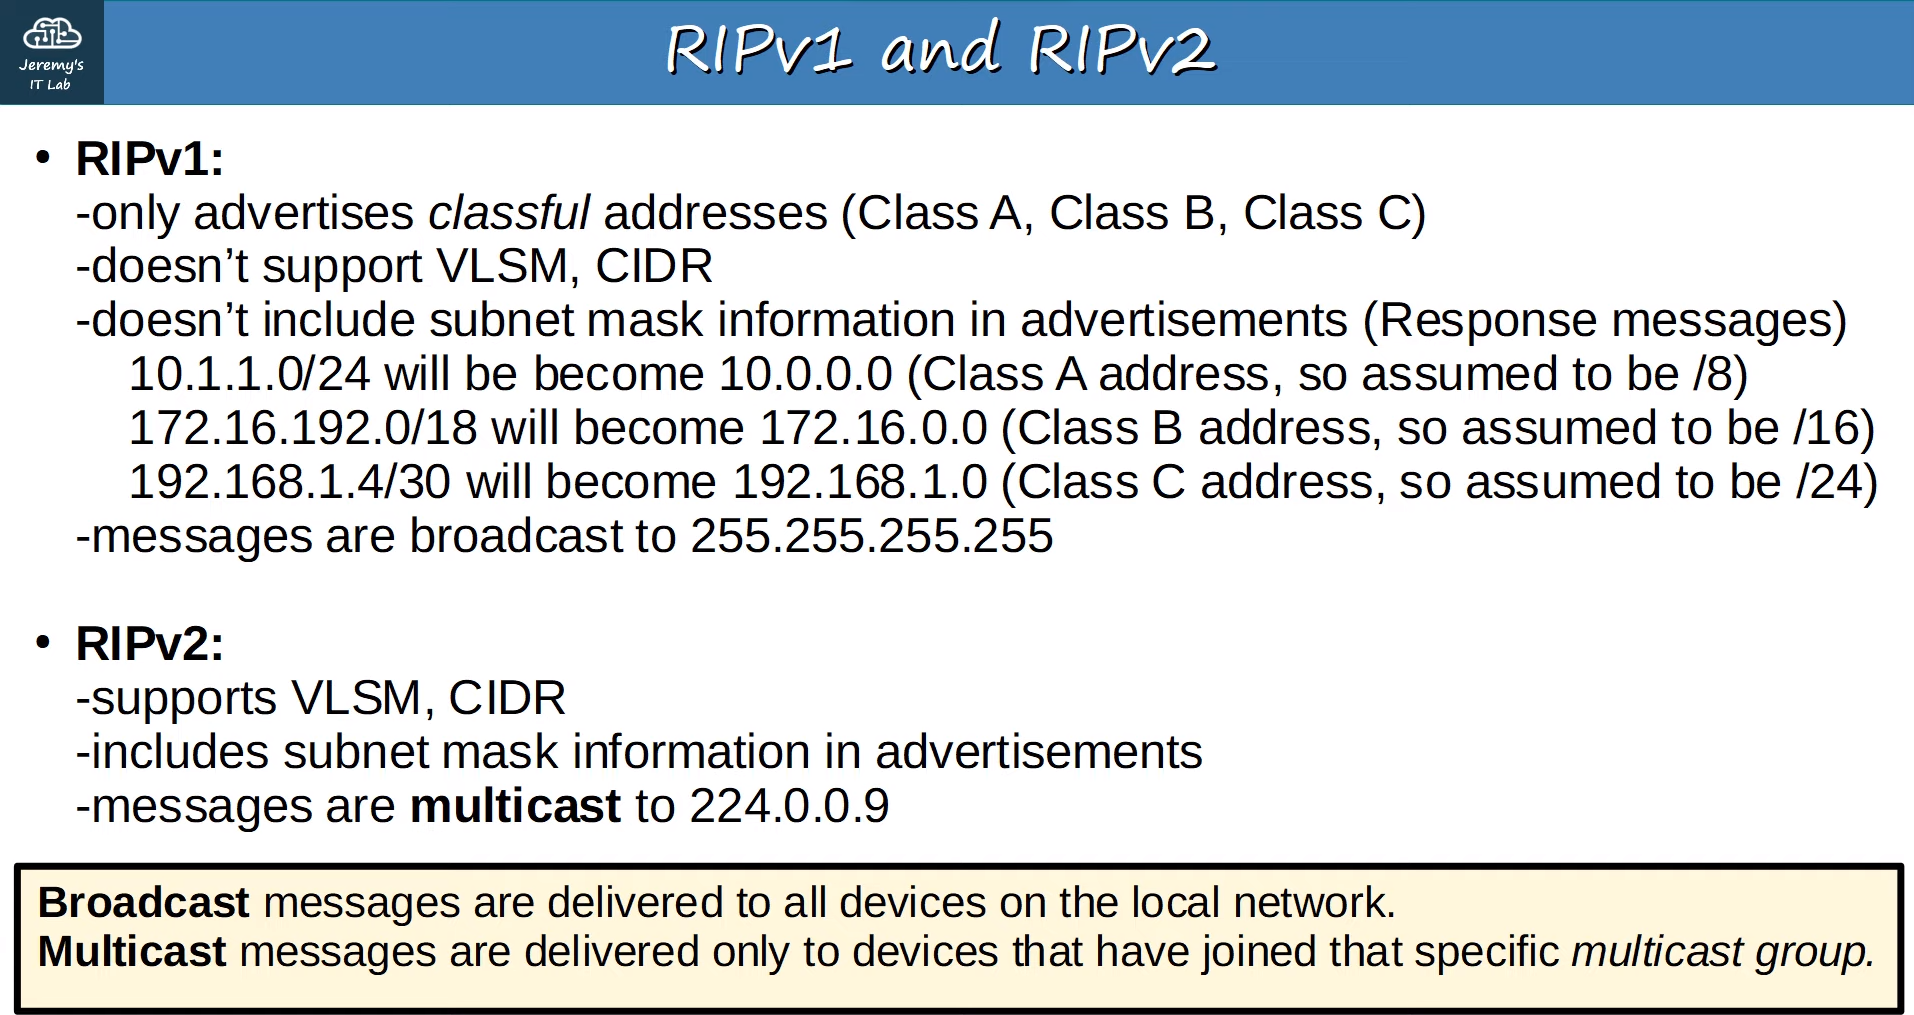 Jeremy's
IT Lab
RIPv1 and RIPv2
• RIPv1:
-only advertises classful addresses (Class A, Class B, Class C)
-doesn’t support VLSM, CIDR
-doesn’t include subnet mask information in advertisements (Response messages)
10.1.1.0/24 will be become 10.0.0.0 (Class A address, so assumed to be /8)
172.16.192.0/18 will become 172.16.0.0 (Class B address, so assumed to be /16)
192.168.1.4/30 will become 192.168.1.0 (Class C address, so assumed to be /24)
-messages are broadcast to 255.255.255.255
• RIPv2:
-supports VLSM, CIDR
-includes subnet mask information in advertisements
-messages are multicast to 224.0.0.9
Broadcast messages are delivered to all devices on the local network.
Multicast messages are delivered only to devices that have joined that specific multicast group.